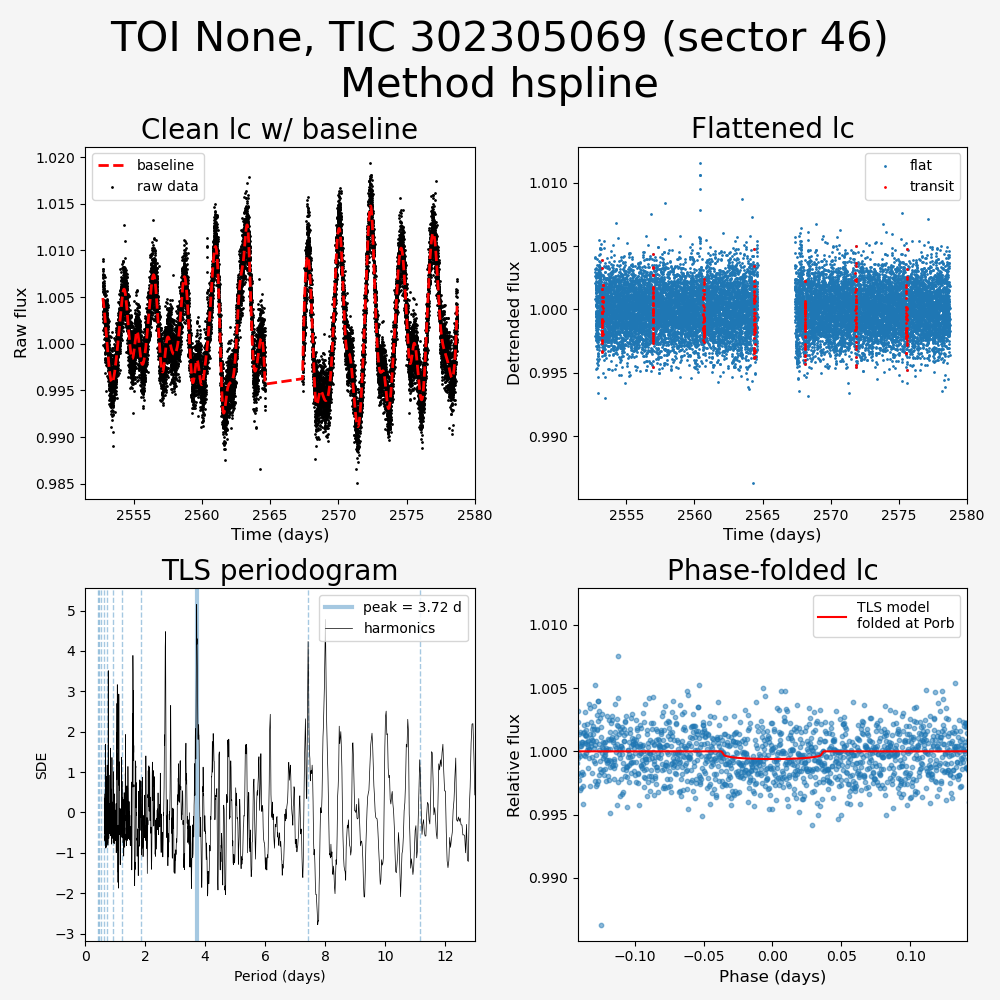 TOI None, TIC 302305069 (sector 46)
Method hspline
Clean lc w/ baseline
Raw flux
1.020
1.015
1.010
1.005
1.000
0.995
0.990
0.985
baseline
raw data
2555
2560
2565
2570
2575
2580
Time (days)
Flattened lc
Detrended flux
1.010
1.005
1.000
0.995
0.990
flat
transit
2555
2560
2565
2570
2575
2580
Time (days)
TLS periodogram
SDE
5
4
3
2
1
0
−1
−2
−3
peak = 3.72 d
harmonics
0
2
4
6
8
10
12
Period (days)
Phase-folded lc
Relative flux
1.010
1.005
1.000
0.995
0.990
TLS model
folded at Porb
−0.10
−0.05
0.00
0.05
0.10
Phase (days)